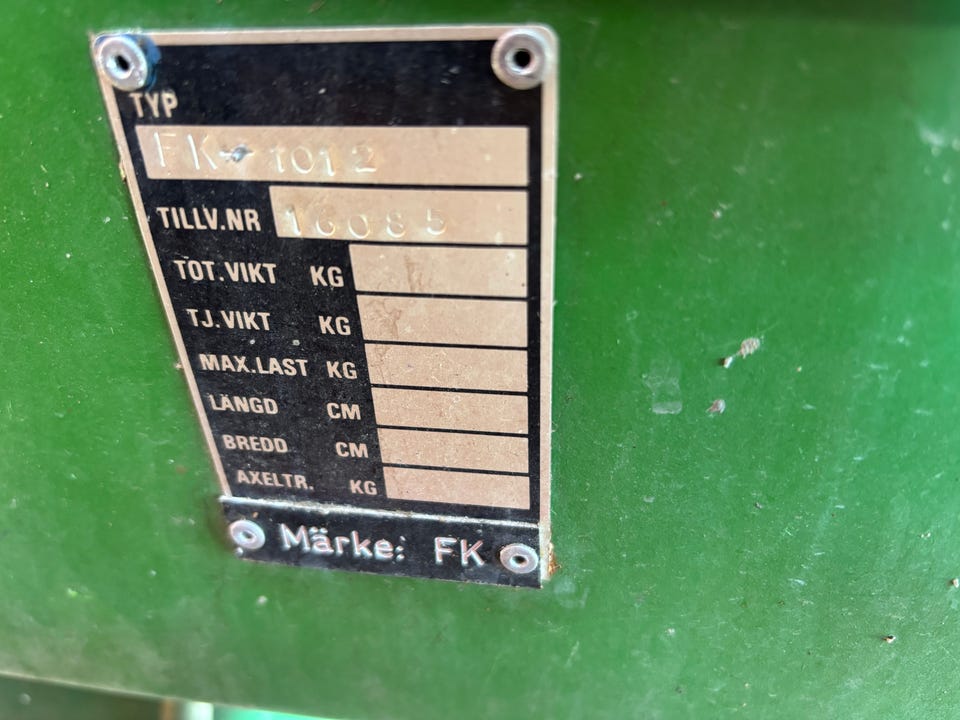 TYP
FK-1012
TILLV.NR 16085
TOT.VIKT KG
TJ.VIKT KG
MAX.LAST KG
LÄNGD CM
BREDD CM
AXELTR. KG
Märke: FK